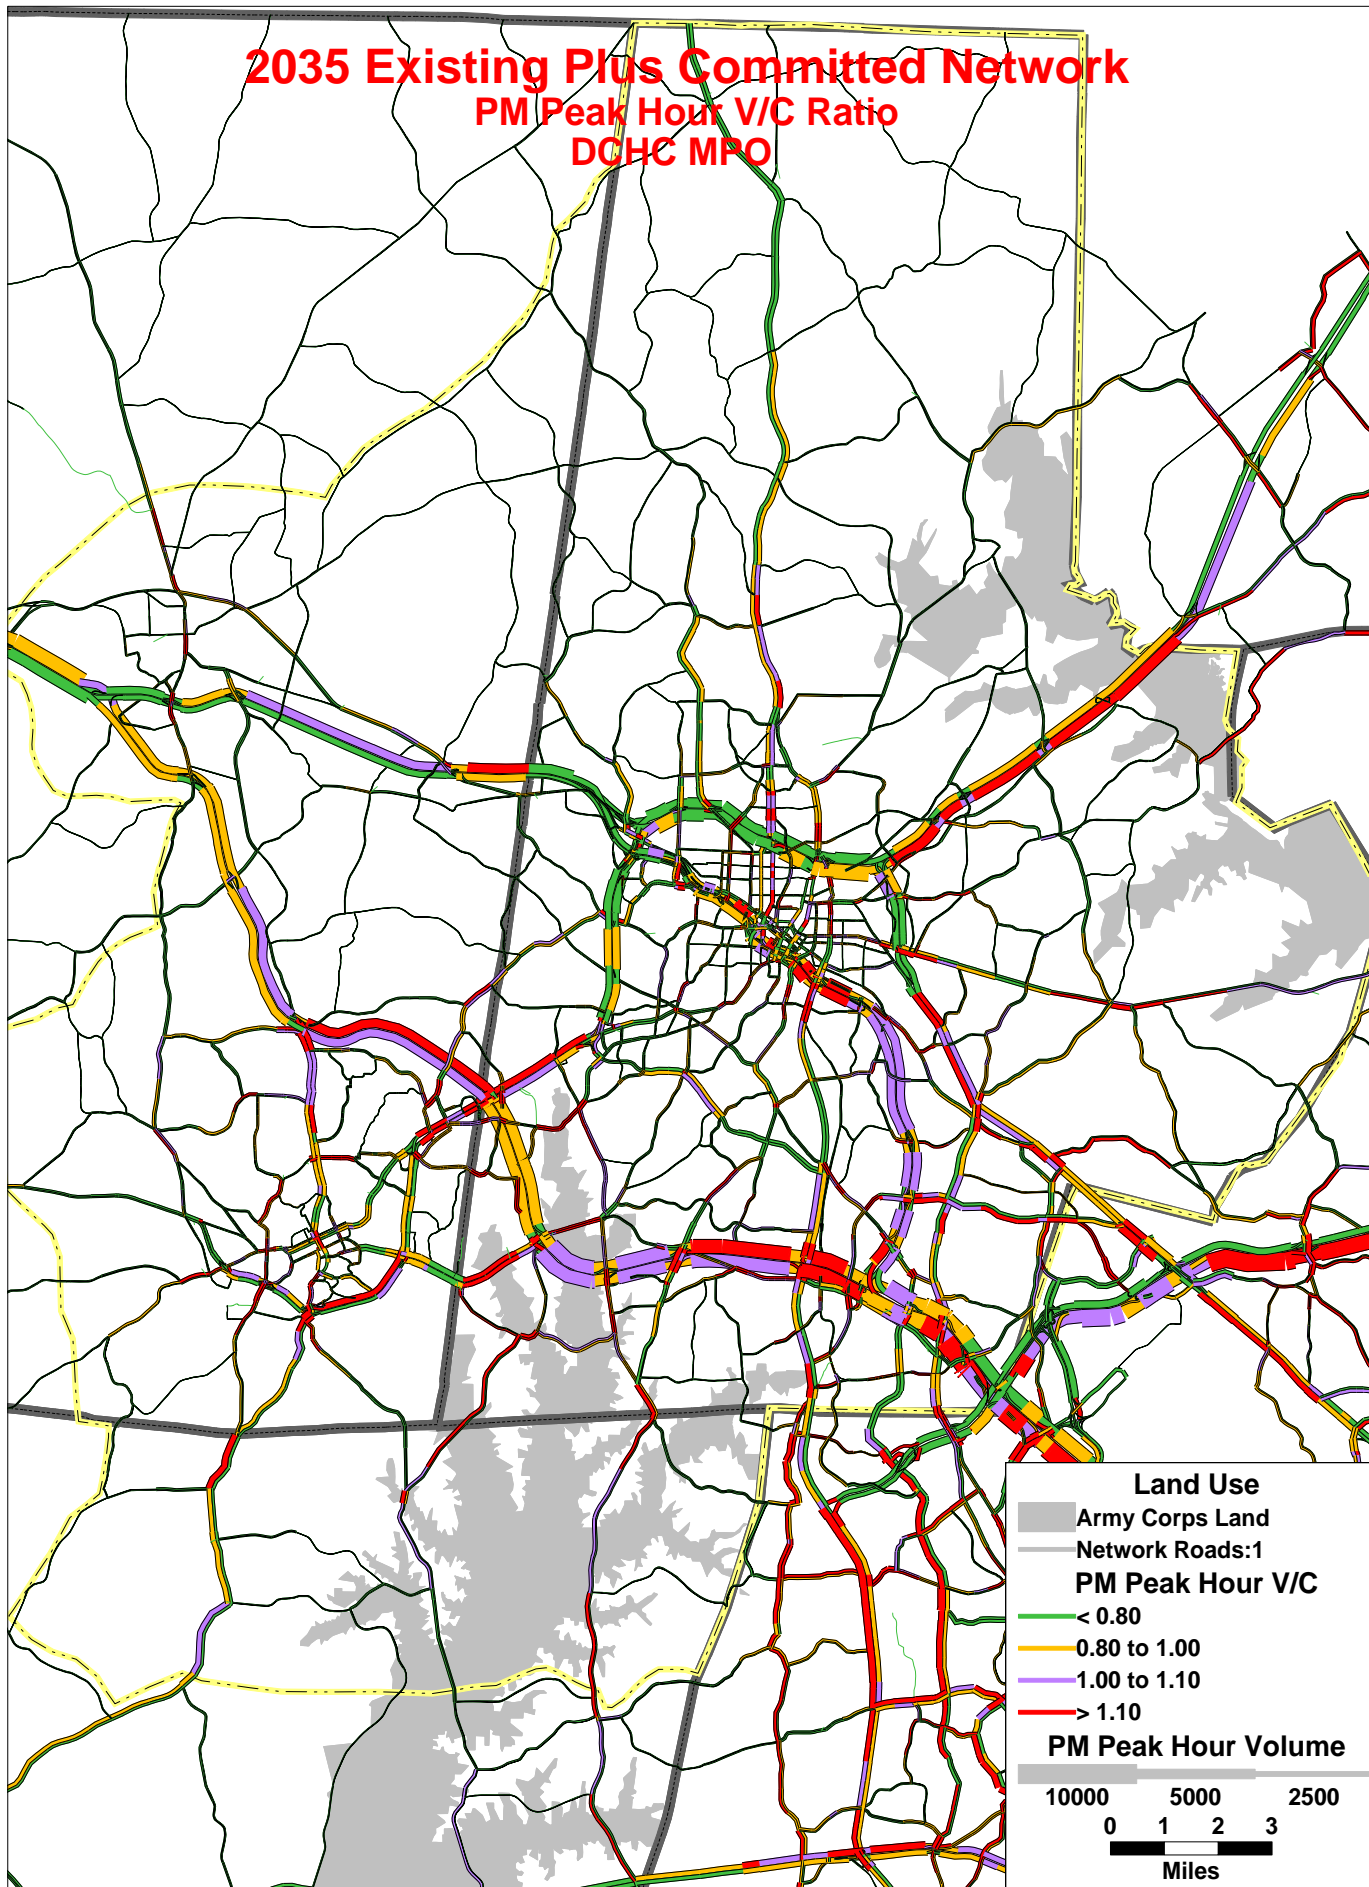 2035 Existing Plus Committed Network
PM Peak Hour V/C Ratio
DCHC MPO
Land Use
Army Corps Land
Network Roads:1
PM Peak Hour V/C
< 0.80
0.80 to 1.00
1.00 to 1.10
> 1.10
PM Peak Hour Volume
10000 5000 2500
0 1 2 3
Miles